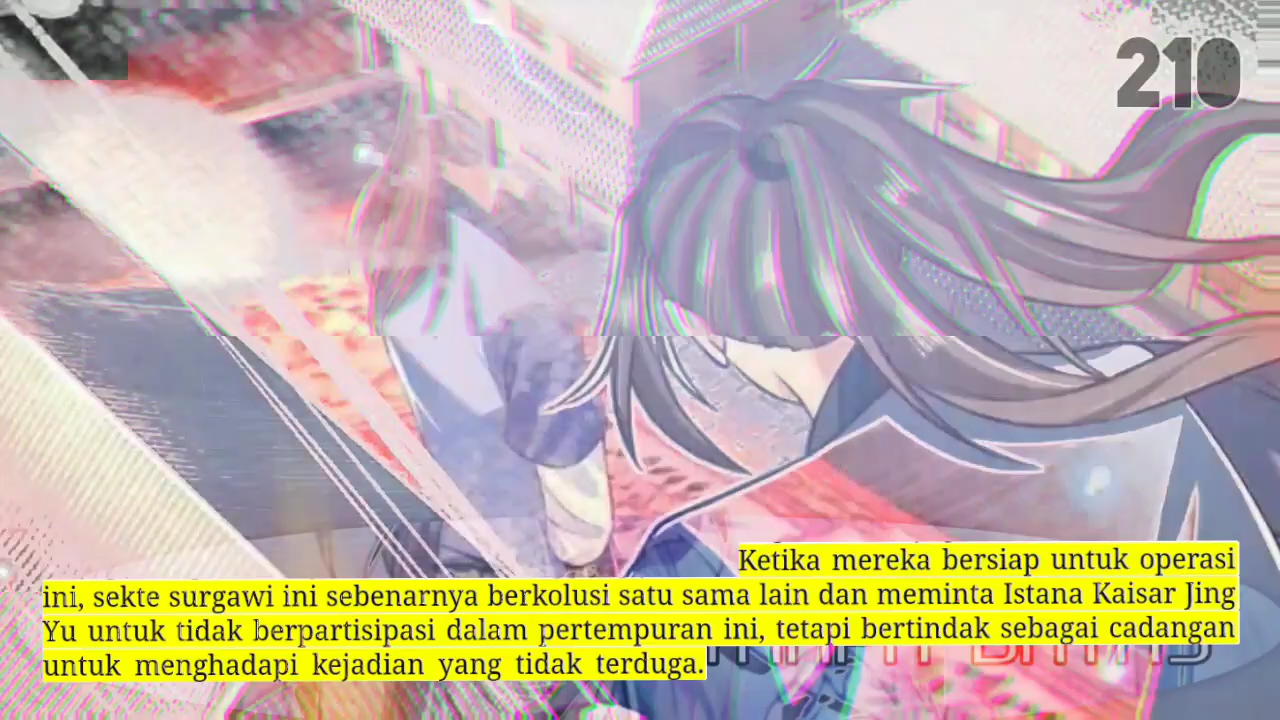 210
Ketika mereka bersiap untuk operasi
ini, sekte surgawi ini sebenarnya berkolusi satu sama lain dan meminta Istana Kaisar Jing
Yu untuk tidak berpartisipasi dalam pertempuran ini, tetapi bertindak sebagai cadangan
untuk menghadapi kejadian yang tidak terduga.